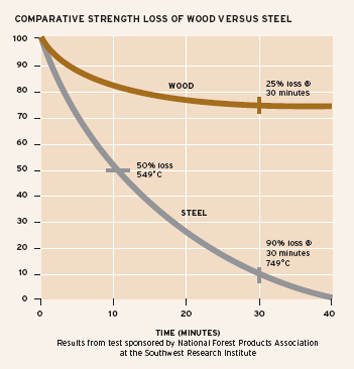 COMPARATIVE STRENGTH LOSS OF WOOD VERSUS STEEL
100
90
80
70
60
50
40
30
20
10
0
WOOD
25% loss @
30 minutes
50% loss
549°C
STEEL
90% loss @
30 minutes
749°C
0 10 20 30 40
TIME (MINUTES)
Results from test sponsored by National Forest Products Association
at the Southwest Research Institute